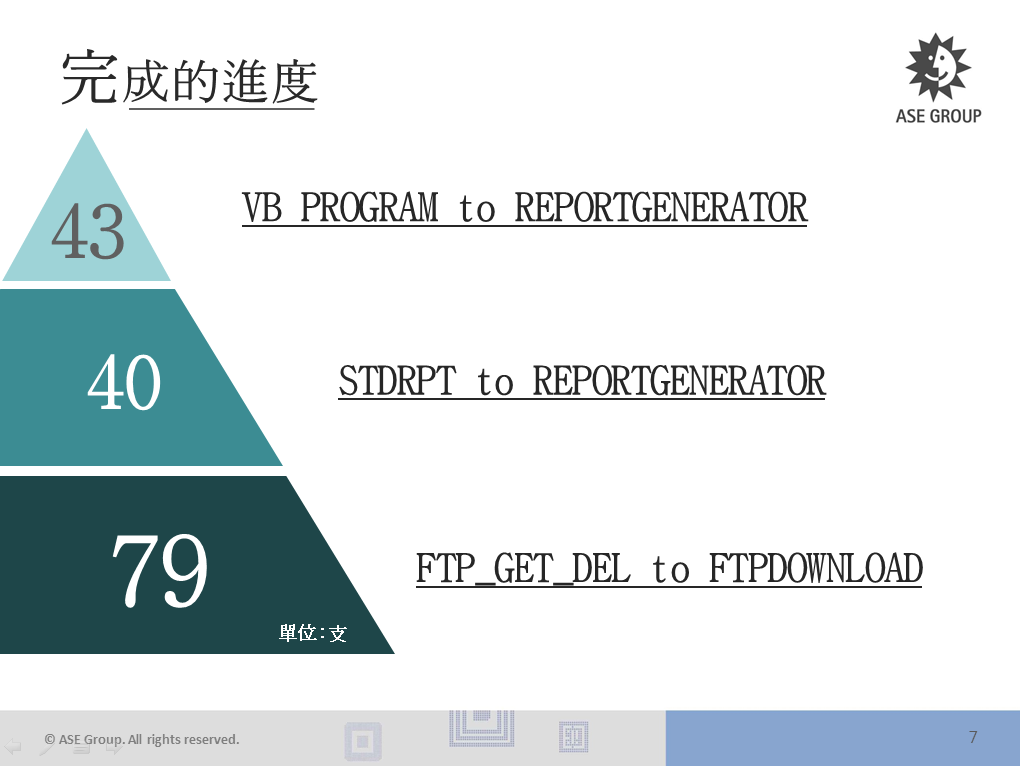 完成的進度
ASE GROUP
43
VB PROGRAM to REPORTGENERATOR
40
STDRPT to REPORTGENERATOR
79
FTP_GET_DEL to FTPDOWNLOAD
單位:支
© ASE Group. All rights reserved.
7